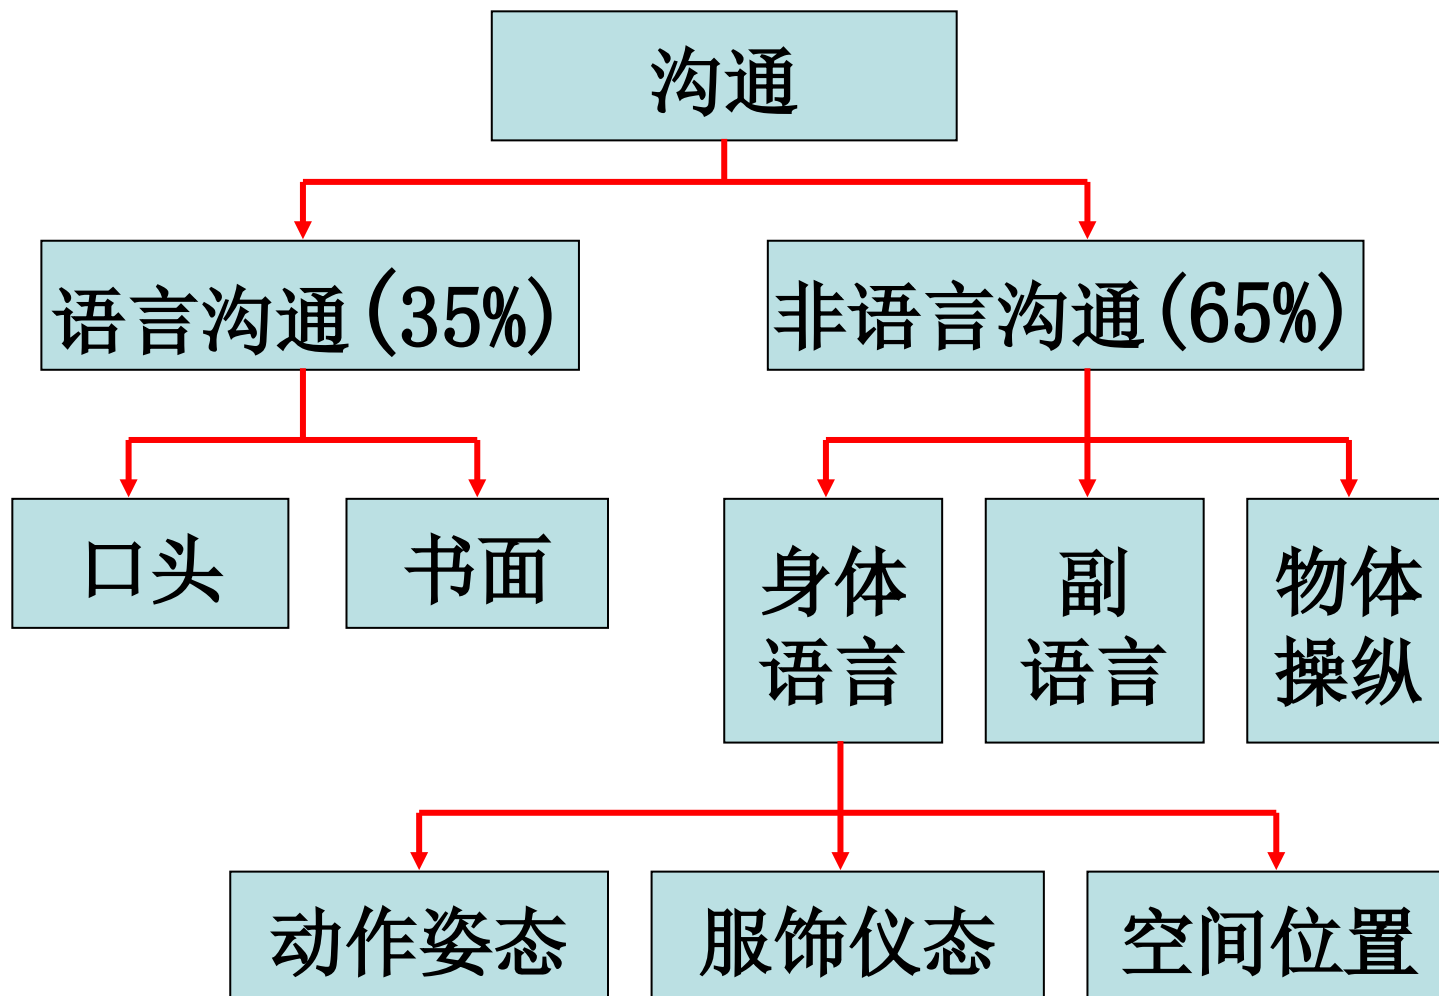 沟通
语言沟通(35%)
非语言沟通(65%)
口头
书面
身体
语言
副
语言
物体
操纵
动作姿态
服饰仪态
空间位置